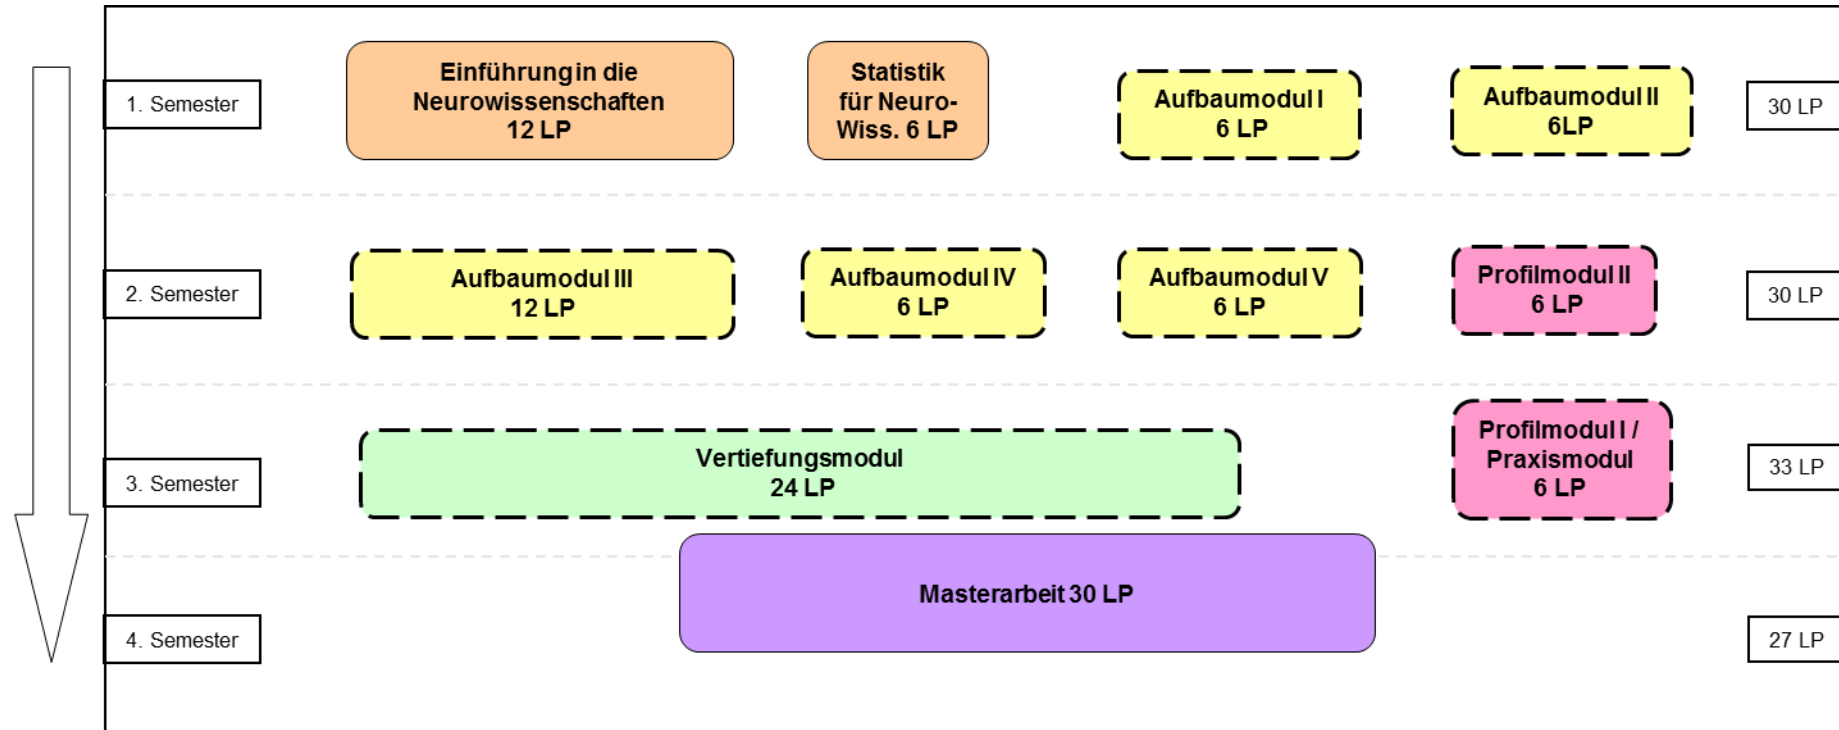 1. Semester
Einführung in die
Neurowissenschaften
12 LP
Statistik
für Neuro-
Wiss. 6 LP
Aufbaumodul I
6 LP
Aufbaumodul II
6LP
30 LP
2. Semester
Aufbaumodul III
12 LP
Aufbaumodul IV
6 LP
Aufbaumodul V
6 LP
Profilmodul II
6 LP
30 LP
3. Semester
Vertiefungsmodul
24 LP
Profilmodul I /
Praxismodul
6 LP
33 LP
Masterarbeit 30 LP
4. Semester
27 LP